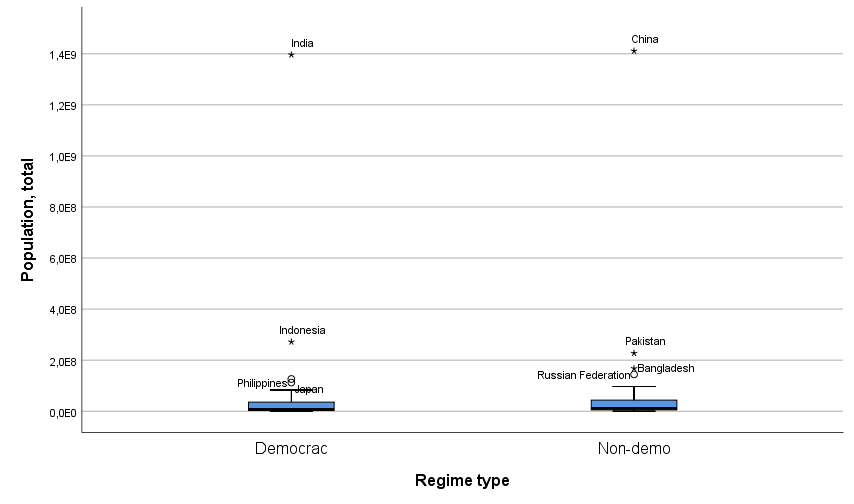 India
China
1,4E9
1,2E9
1,0E9
8,0E8
6,0E8
4,0E8
Indonesia
Pakistan
2,0E8
Bangladesh
Russian Federation
Philippines
Japan
0,0E0
Population, total
Democrac
Non-demo
Regime type